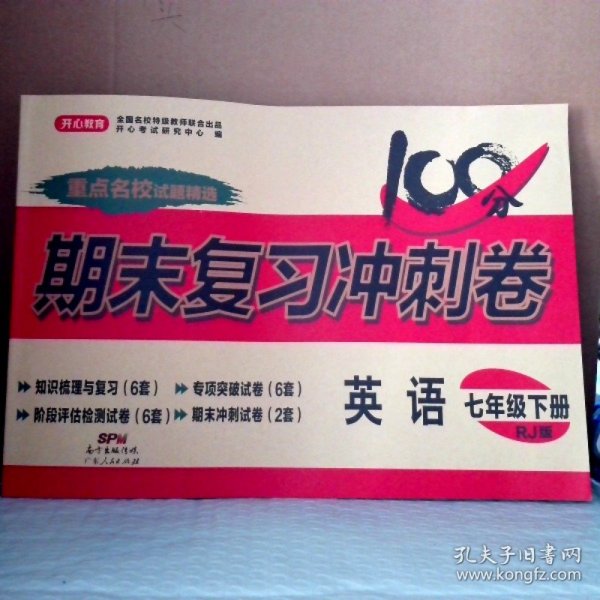 开心教育
全国名校特级教师联合出品
开心考试研究中心 编
100分
重点名校试题精选
期末复习冲刺卷
知识梳理与复习(6套)
专项突破试卷(6套)
阶段评估检测试卷(6套)
期末冲刺试卷(2套)
英语
七年级下册
RJ版
SPM
南方出版传媒
广东人民出版社
孔夫子旧书网
www.kongfz.com